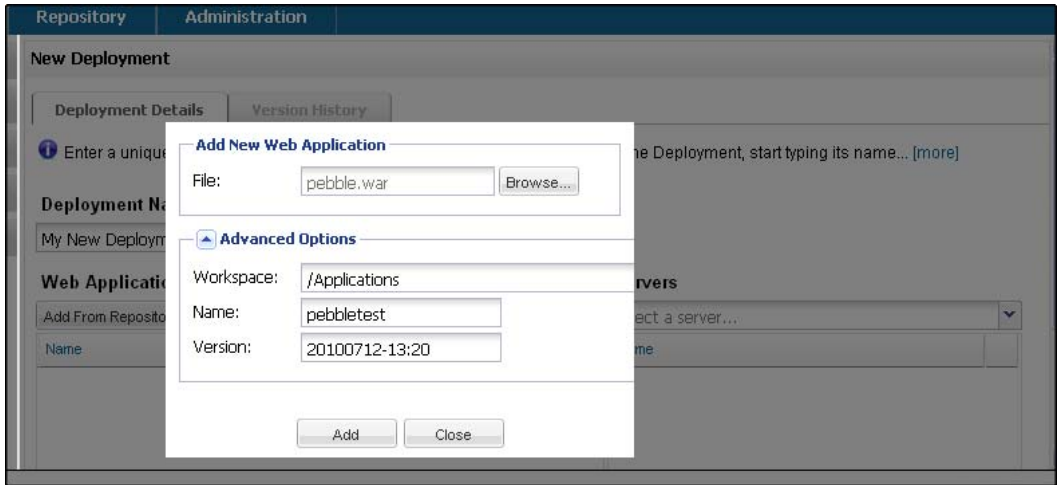 Repository Administration
New Deployment
Deployment Details Version History
Enter a unique
ne Deployment, start typing its name... [more]
Add New Web Application
File: pebble.war Browse...
Deployment Na
My New Deploym
Advanced Options
Workspace: /Applications
Name: pebbletest
Version: 20100712-13:20
Web Applicatio
rvers
Add From Reposito
ect a server...
Name
me
Add Close